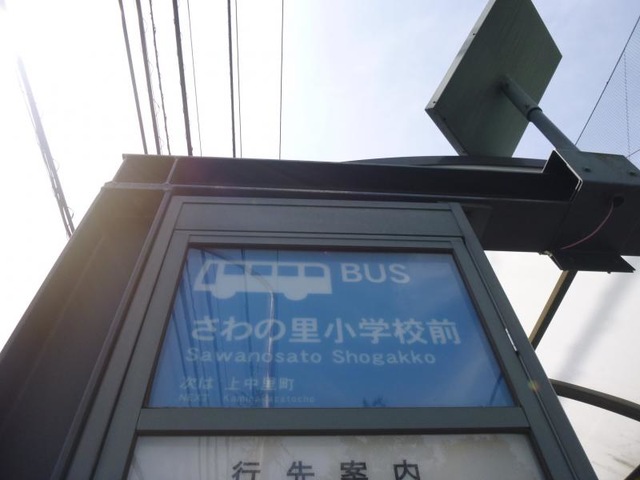 BUS
さわの里小学校前
Sawanosato Shogakko
次は 上中里町
NEXT
行先案内